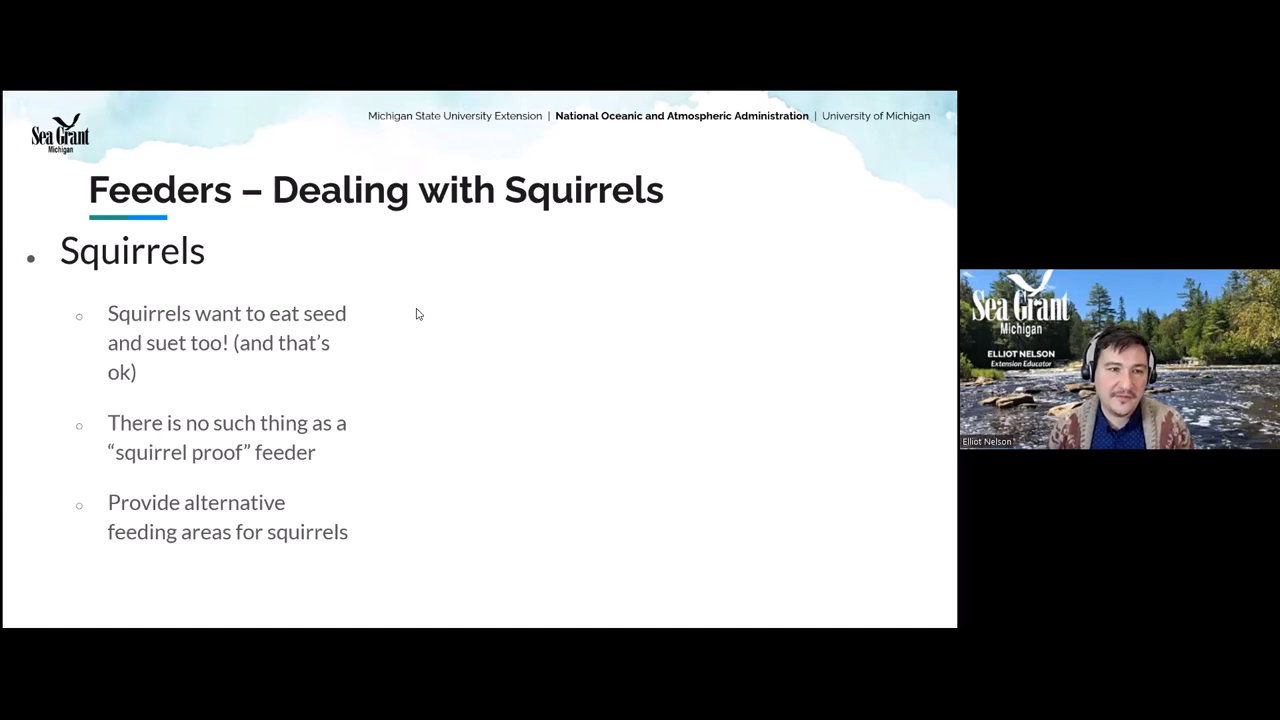 Michigan State University Extension | National Oceanic and Atmospheric Administration | University of Michigan
Sea Grant
Michigan
Feeders – Dealing with Squirrels
Squirrels
Squirrels want to eat seed
and suet too! (and that’s
ok)
There is no such thing as a
“squirrel proof” feeder
Provide alternative
feeding areas for squirrels
Sea Grant
Michigan
ELLIOT NELSON
Extension Educator
Elliot Nelson